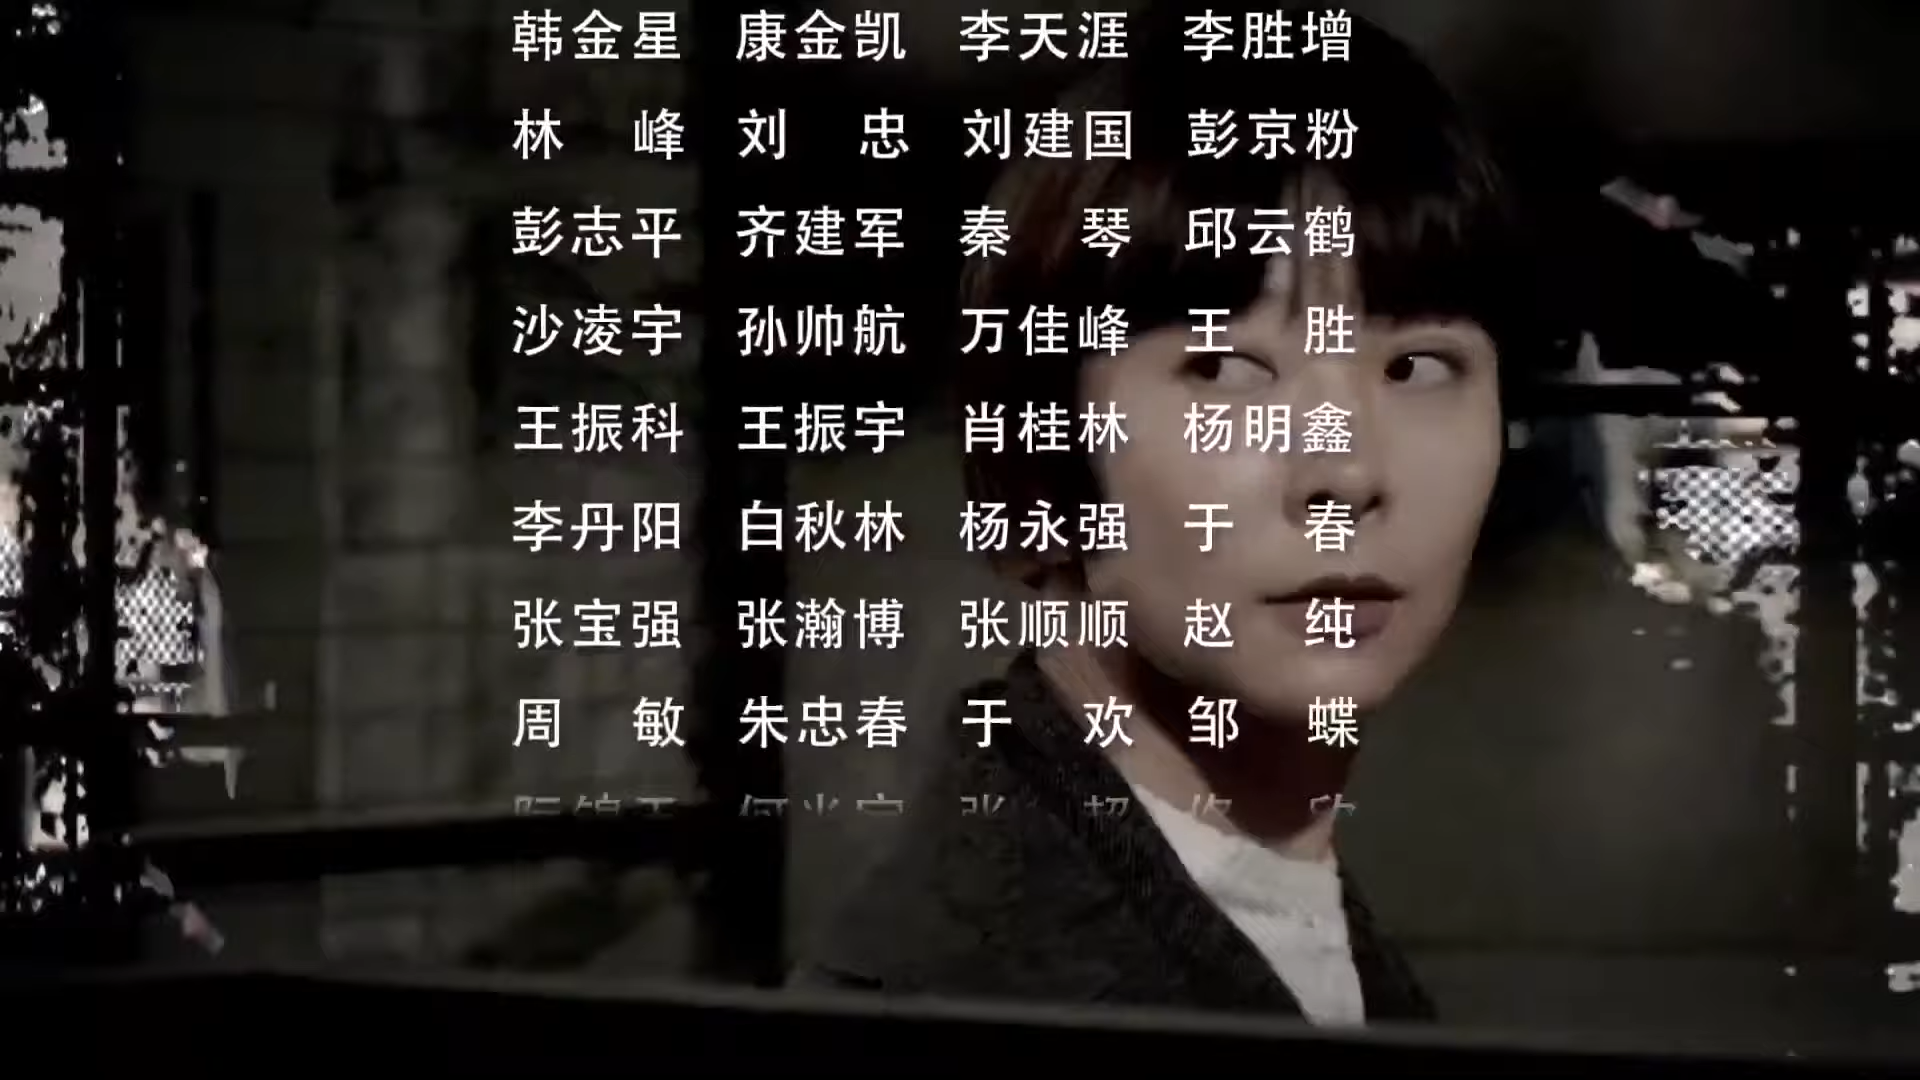 韩金星 康金凯 李天涯 李胜增
林 峰 刘 忠 刘建国 彭京粉
彭志平 齐建军 秦 琴 邱云鹤
沙凌宇 孙帅航 万佳峰 王 胜
王振科 王振宇 肖桂林 杨明鑫
李丹阳 白秋林 杨永强 于 春
张宝强 张瀚博 张顺顺 赵 纯
周 敏 朱忠春 于 欢 邹 蝶